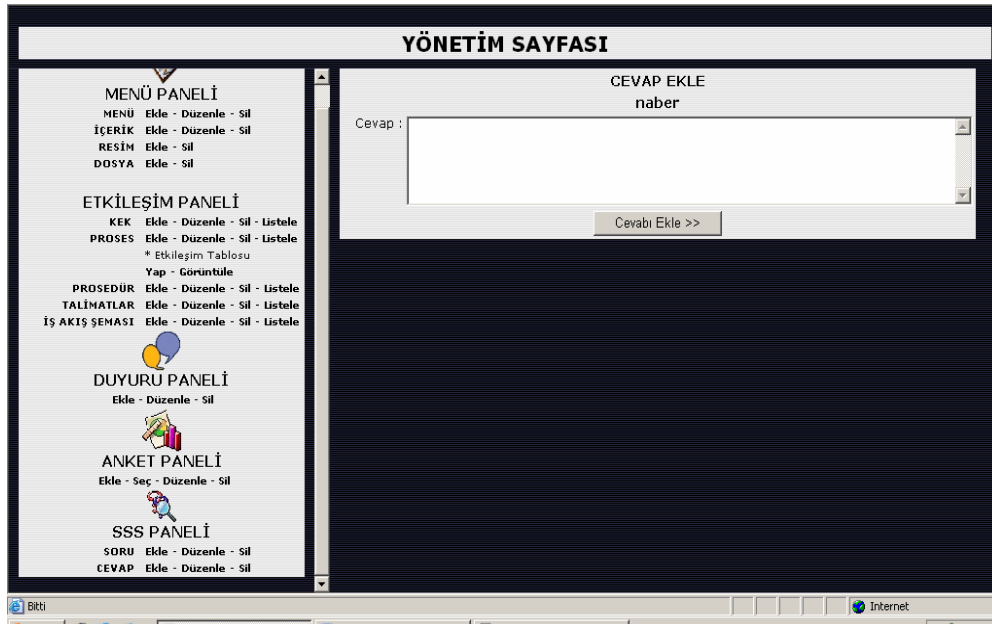 YÖNETİM SAYFASI
MENÜ PANELİ
MENÜ Ekle - Düzenle - Sil
İÇERİK Ekle - Düzenle - Sil
RESİM Ekle - Sil
DOSYA Ekle - Sil
ETKİLEŞİM PANELİ
KEK Ekle - Düzenle - Sil - Listele
PROSES Ekle - Düzenle - Sil - Listele
* Etkileşim Tablosu
Yap - Görüntüle
PROSEDÜR Ekle - Düzenle - Sil - Listele
TALİMATLAR Ekle - Düzenle - Sil - Listele
İŞ AKIŞ ŞEMASI Ekle - Düzenle - Sil - Listele
DUYURU PANELİ
Ekle - Düzenle - Sil
ANKET PANELİ
Ekle - Seç - Düzenle - Sil
SSS PANELİ
SORU Ekle - Düzenle - Sil
CEVAP Ekle - Düzenle - Sil
CEVAP EKLE
naber
Cevap :
Cevabı Ekle >>
Bitti
Internet